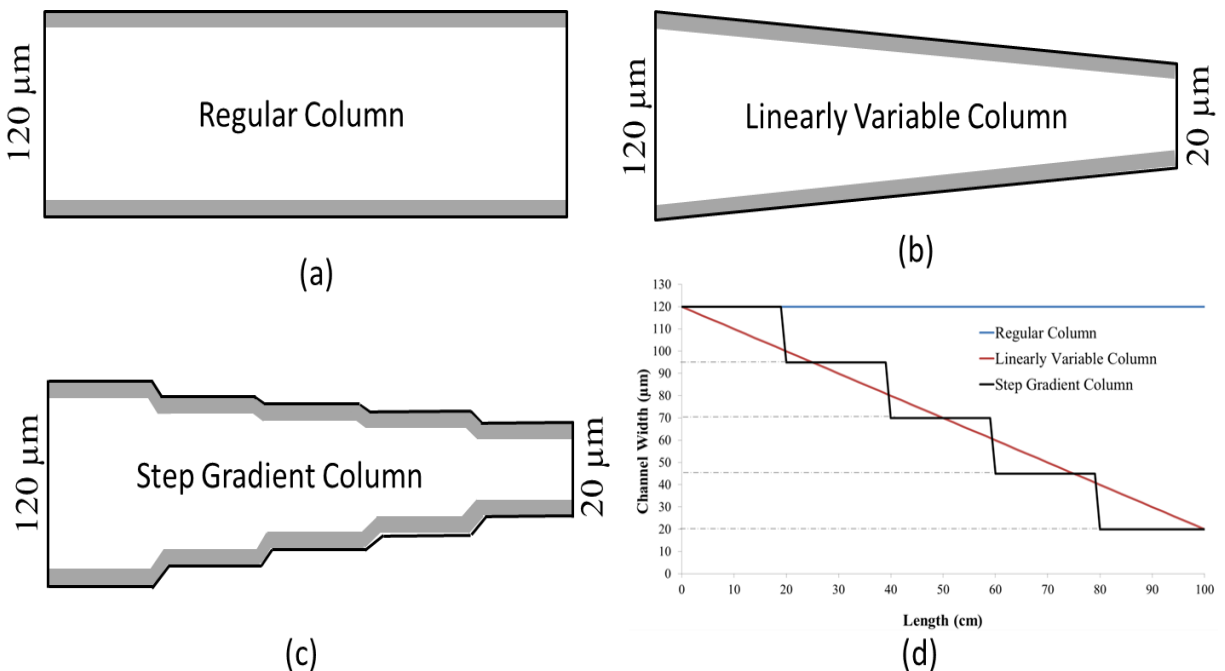 120 µm
Regular Column
(a)
120 µm
Linearly Variable Column
20 µm
(b)
120 µm
Step Gradient Column
20 µm
(c)
Channel Width (µm)
130
120
110
100
90
80
70
60
50
40
30
20
10
0
Regular Column
Linearly Variable Column
Step Gradient Column
0 10 20 30 40 50 60 70 80 90 100
Length (cm)
(d)